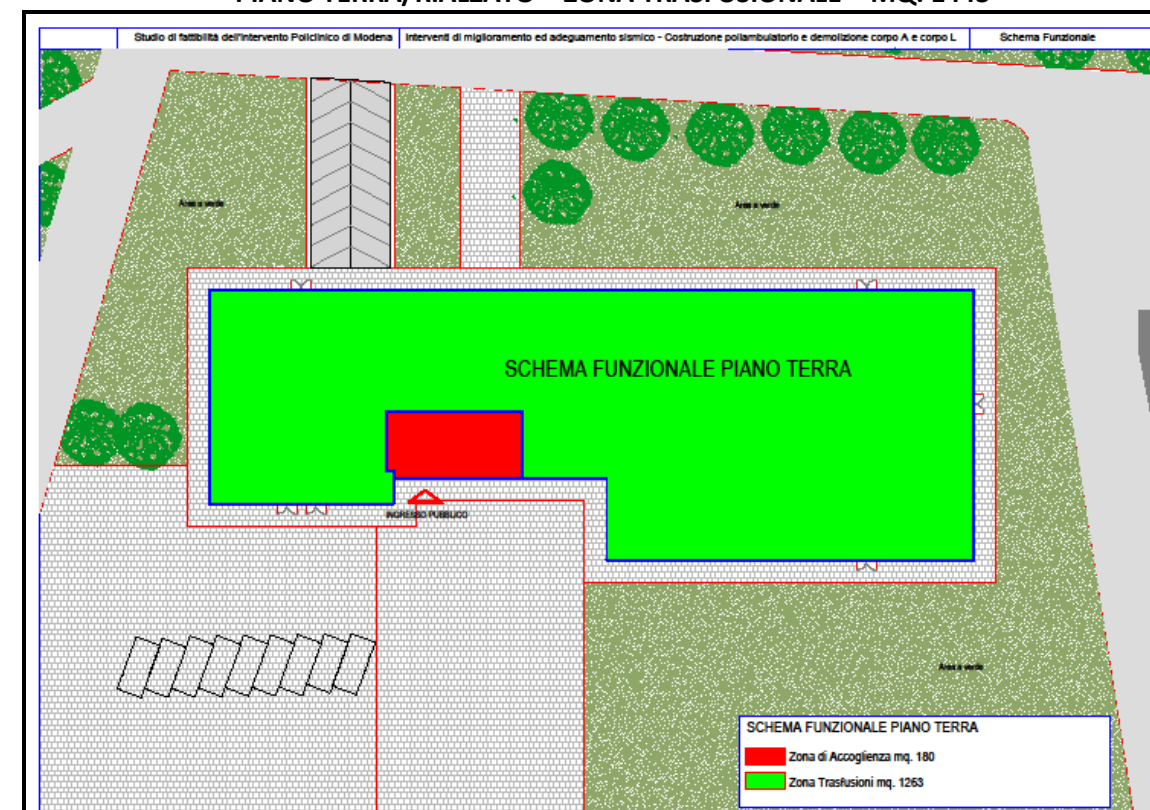 Studio di fattibilità dell'intervento Policlinico di Modena
Interventi di miglioramento ed adeguamento sismico - Costruzione poliambulatorio e demolizione corpo A e corpo L
Schema Funzionale
Area a verde
Area a verde
SCHEMA FUNZIONALE PIANO TERRA
INGRESSO PUBBLICO
Area a verde
SCHEMA FUNZIONALE PIANO TERRA
Zona di Accoglienza mq. 180
Zona Trasfusioni mq. 1263